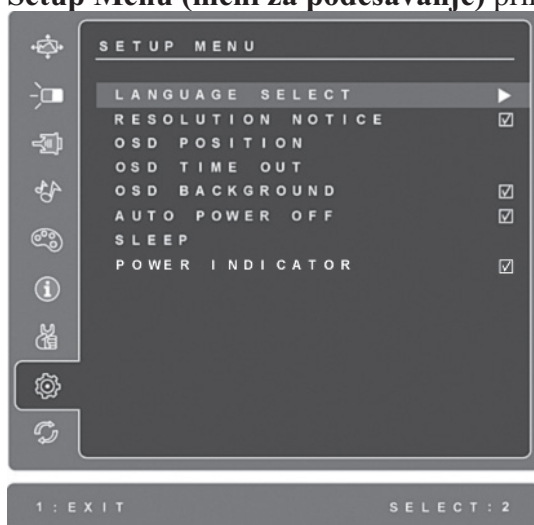 Setup Menu (meni za podešavanje)
SETUP MENU
LANGUAGE SELECT
RESOLUTION NOTICE
OSD POSITION
OSD TIME OUT
OSD BACKGROUND
AUTO POWER OFF
SLEEP
POWER INDICATOR
1:EXIT SELECT:2